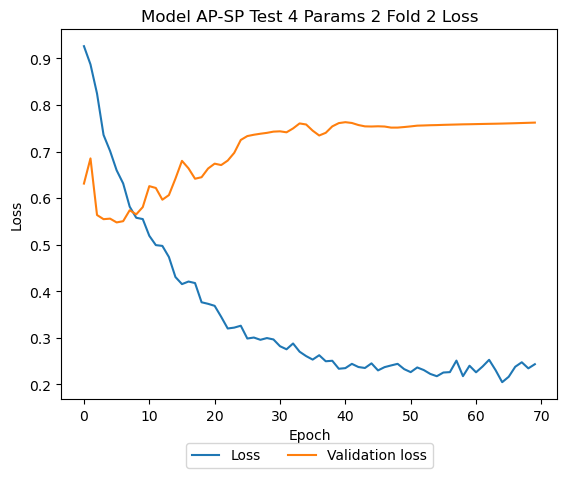 Model AP-SP Test 4 Params 2 Fold 2 Loss
Loss
0.9
0.8
0.7
0.6
0.5
0.4
0.3
0.2
0 10 20 30 40 50 60 70
Epoch
Loss Validation loss